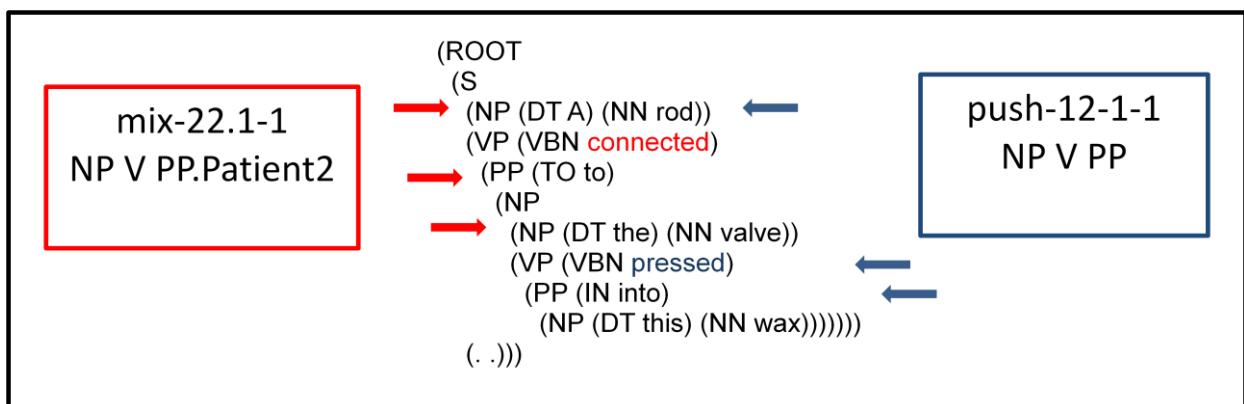 mix-22.1-1
NP V PP.Patient2
(ROOT
(S
(NP (DT A) (NN rod))
(VP (VBN connected)
(PP (TO to)
(NP
(NP (DT the) (NN valve))
(VP (VBN pressed)
(PP (IN into)
(NP (DT this) (NN wax)))))))
(. .)))
push-12-1-1
NP V PP